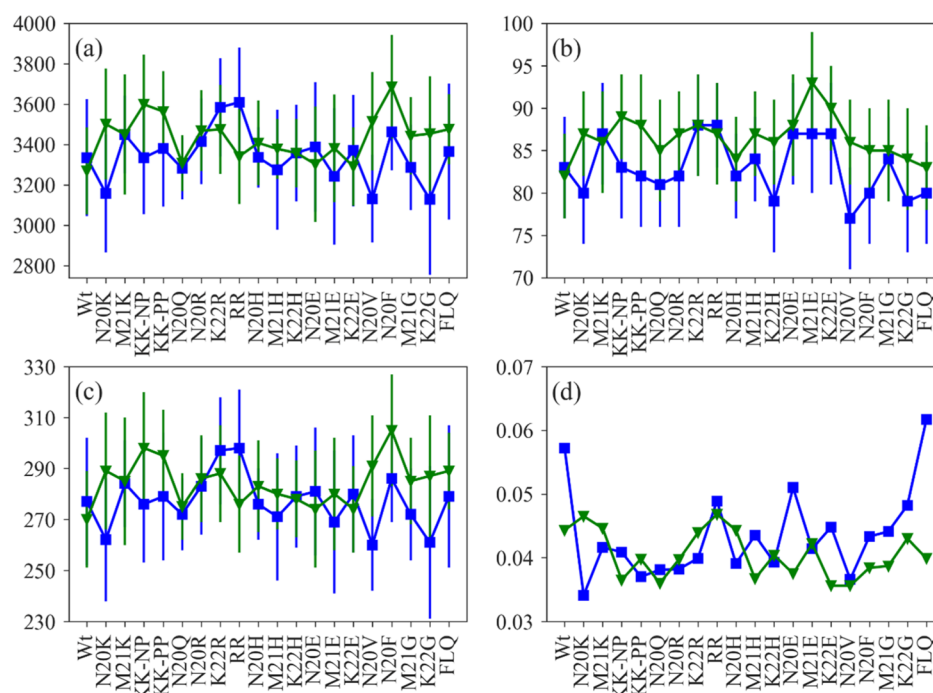 4000
3800
3600
3400
3200
3000
2800
(a)
Wt
N20K
M21K
KK-NP
KK-PP
N20Q
N20R
K22R
RR
N20H
M21H
K22H
N20E
M21E
K22E
N20V
N20F
M21G
K22G
FLQ
100
95
90
85
80
75
70
(b)
Wt
N20K
M21K
KK-NP
KK-PP
N20Q
N20R
K22R
RR
N20H
M21H
K22H
N20E
M21E
K22E
N20V
N20F
M21G
K22G
FLQ
330
310
290
270
250
230
(c)
Wt
N20K
M21K
KK-NP
KK-PP
N20Q
N20R
K22R
RR
N20H
M21H
K22H
N20E
M21E
K22E
N20V
N20F
M21G
K22G
FLQ
0.07
0.06
0.05
0.04
0.03
(d)
Wt
N20K
M21K
KK-NP
KK-PP
N20Q
N20R
K22R
RR
N20H
M21H
K22H
N20E
M21E
K22E
N20V
N20F
M21G
K22G
FLQ